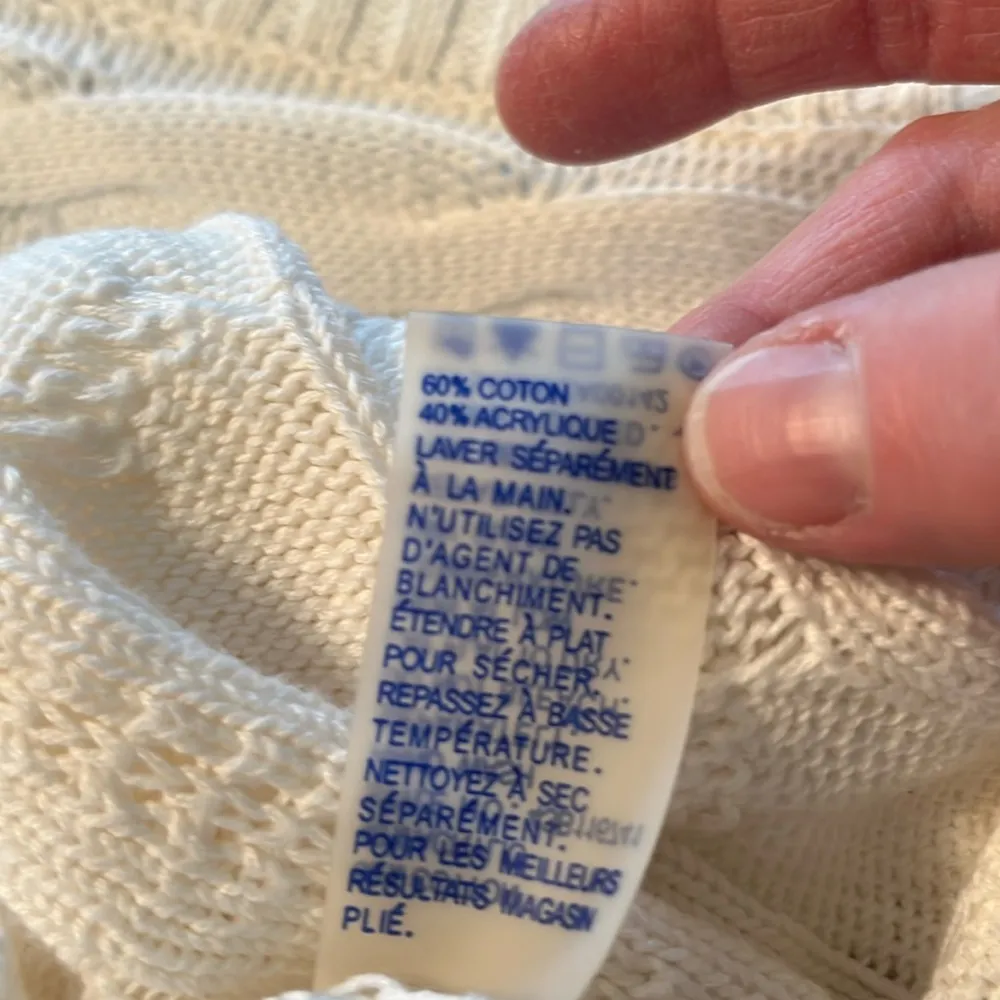 60% COTON
40% ACRYLIQUE
LAVER SÉPARÉMENT
À LA MAIN.
N'UTILISEZ PAS
D'AGENT DE
BLANCHIMENT.
ÉTENDRE À PLAT
POUR SÉCHER.
REPASSEZ À BASSE
TEMPÉRATURE.
NETTOYEZ À SEC
SÉPARÉMENT.
POUR LES MEILLEURS
RÉSULTATS MAGASIN
PLIÉ.